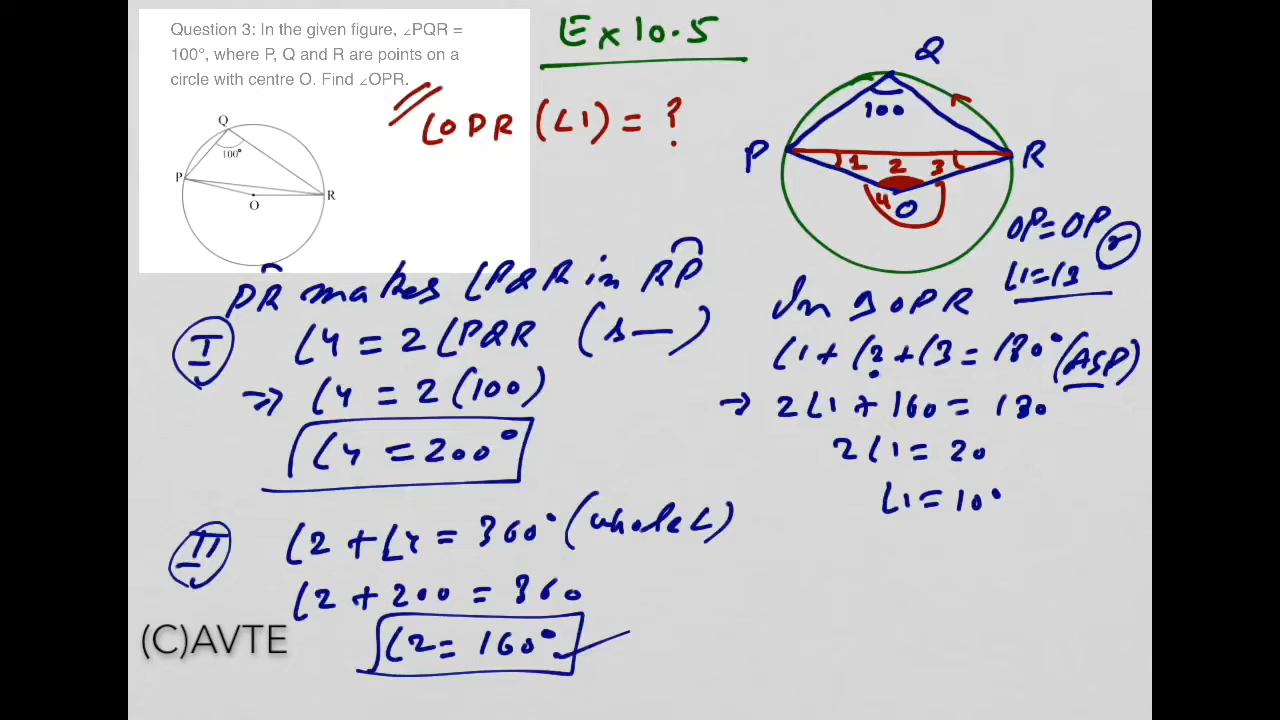 Question 3: In the given figure, ∠PQR =
100°, where P, Q and R are points on a
circle with centre O. Find ∠OPR.
Q
100°
P
O
R
Ex 10.5
∠OPR (∠1) = ?
Q
100
P
R
1 2 3
4
O
OP = OP (r)
∠1 = ∠3
PR makes ∠PQR in RP
I
∠4 = 2 ∠PQR (s—)
⇒ ∠4 = 2(100)
∠4 = 200°
II
∠2 + ∠4 = 360° (whole ∠)
∠2 + 200 = 360
∠2 = 160°
In Δ OPR
∠1 + ∠2 + ∠3 = 180° (ASP)
→ 2∠1 + 160 = 180
2∠1 = 20
∠1 = 10°
(C)AVTE